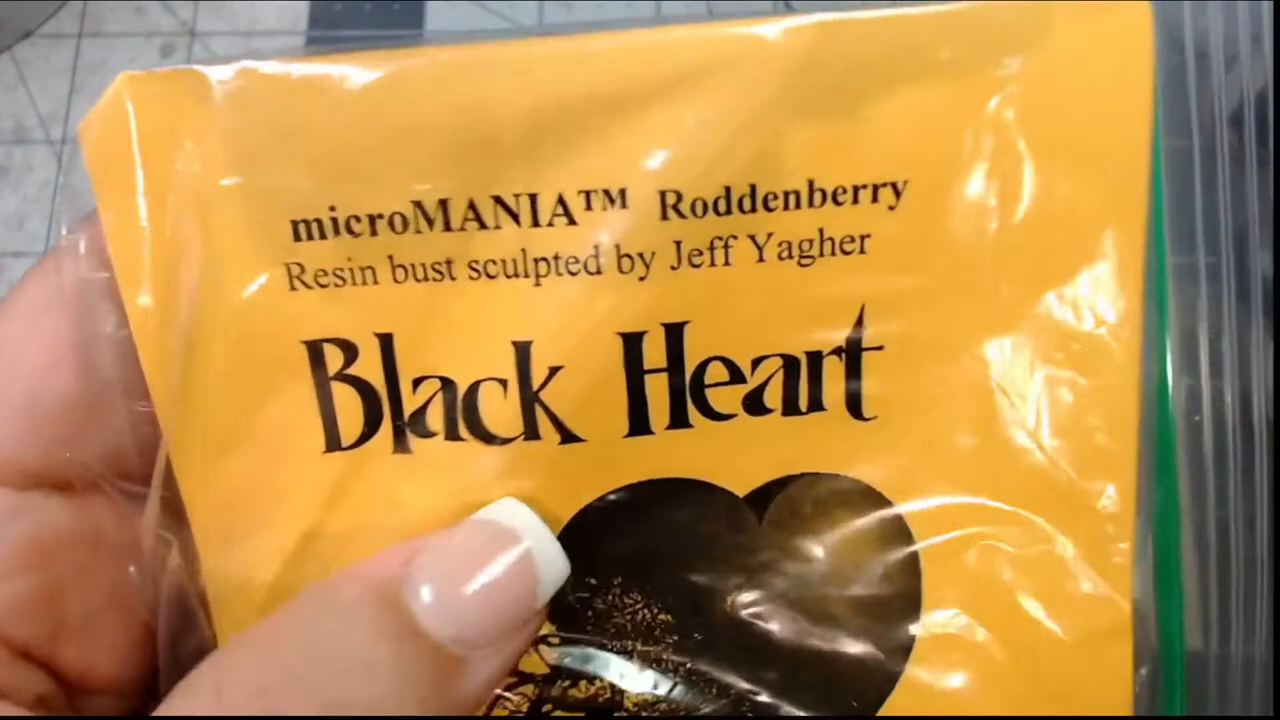 microMANIA™ Roddenberry
Resin bust sculpted by Jeff Yagher
Black Heart